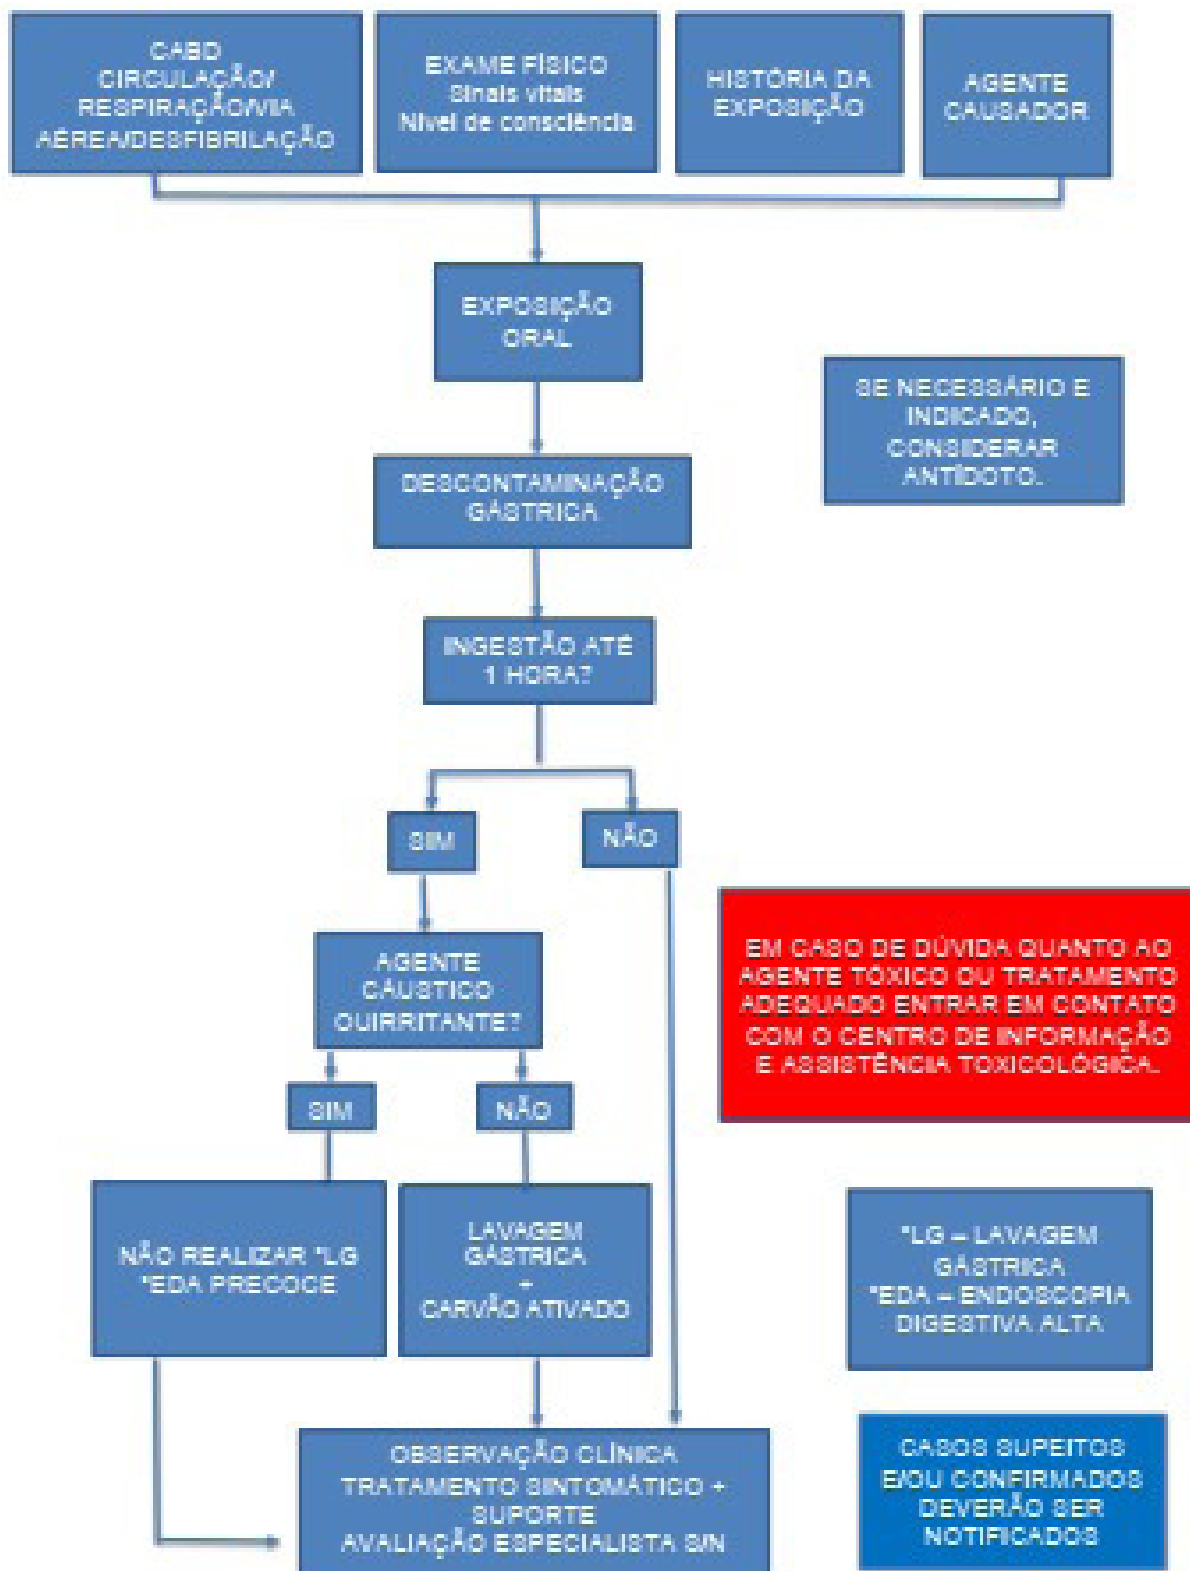 CABD
CIRCULAÇÃO/
RESPIRAÇÃO/VIA
AÉREA/DESFIBRILAÇÃO
EXAME FÍSICO
Sinais vitais
Nível de consciência
HISTÓRIA DA
EXPOSIÇÃO
AGENTE
CAUSADOR
EXPOSIÇÃO
ORAL
SE NECESSÁRIO E
INDICADO,
CONSIDERAR
ANTÍDOTO.
DESCONTAMINAÇÃO
GÁSTRICA
INGESTÃO ATÉ
1 HORA?
SIM
NÃO
AGENTE
CÁUSTICO
OUIRRITANTE?
EM CASO DE DÚVIDA QUANTO AO
AGENTE TÓXICO OU TRATAMENTO
ADEQUADO ENTRAR EM CONTATO
COM O CENTRO DE INFORMAÇÃO
E ASSISTÊNCIA TOXICOLÓGICA.
SIM
NÃO
NÃO REALIZAR *LG
*EDA PRECOCE
LAVAGEM
GÁSTRICA
+
CARVÃO ATIVADO
*LG – LAVAGEM
GÁSTRICA
*EDA – ENDOSCOPIA
DIGESTIVA ALTA
OBSERVAÇÃO CLÍNICA
TRATAMENTO SINTOMÁTICO +
SUPORTE
AVALIAÇÃO ESPECIALISTA S/N
CASOS SUPEITOS
E/OU CONFIRMADOS
DEVERÃO SER
NOTIFICADOS